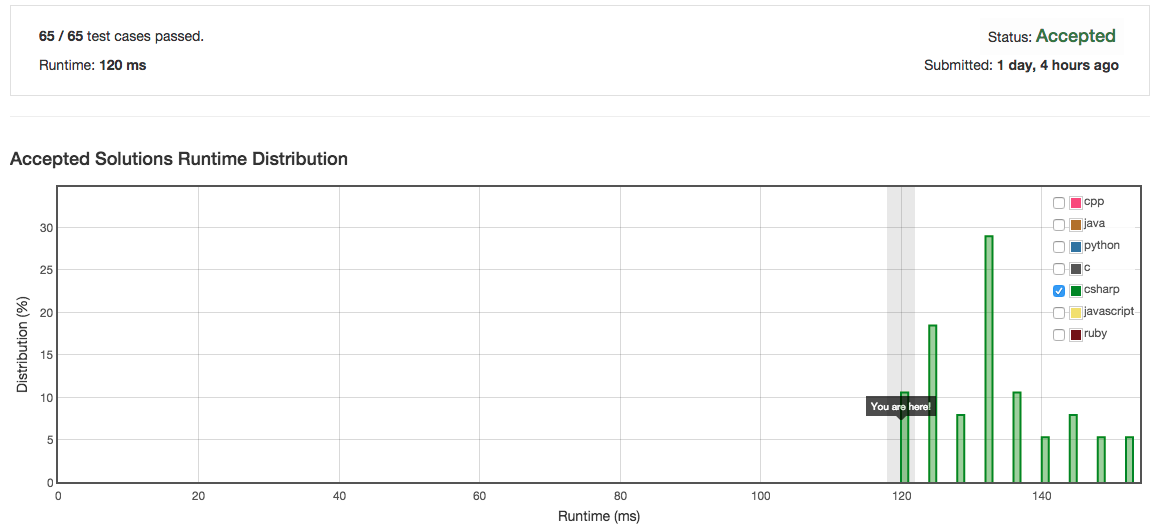 65 / 65 test cases passed.
Status: Accepted
Runtime: 120 ms
Submitted: 1 day, 4 hours ago
Accepted Solutions Runtime Distribution
cpp
java
python
c
csharp
javascript
ruby
30
25
20
15
10
5
0
Distribution (%)
You are here!
0 20 40 60 80 100 120 140
Runtime (ms)